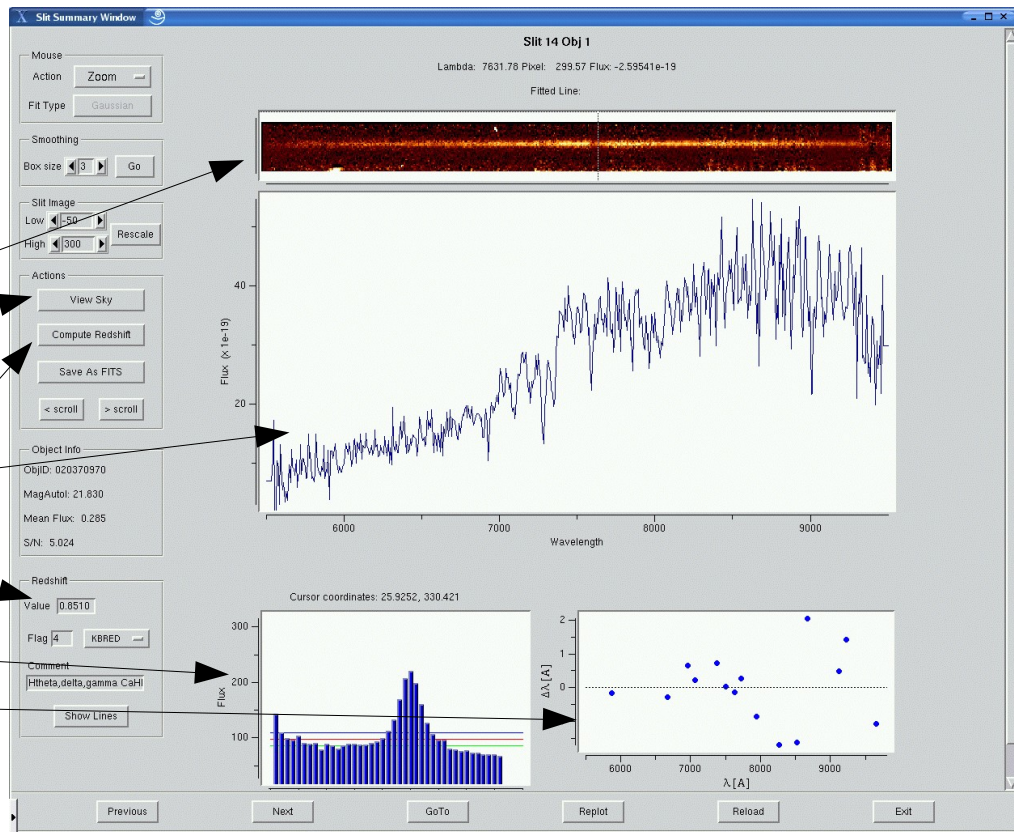 X Slit Summary Window
Slit 14 Obj 1
Lambda: 7631.78 Pixel: 299.57 Flux: -2.59541e-19
Fitted Line:
Mouse
Action Zoom
Fit Type Gaussian
Smoothing
Box size 3 Go
Slit Image
Low -50
High 300
Rescale
Actions
View Sky
Compute Redshift
Save As FITS
< scroll > scroll
Object Info
ObjID: 020370970
MagAutoI: 21.830
Mean Flux: 0.285
S/N: 5.024
Redshift
Value 0.8510
Flag 4 KBRED
Comment
Htheta,delta,gamma CaHI
Show Lines
Flux (x 1e-19)
40
20
6000 7000 8000 9000
Wavelength
Cursor coordinates: 25.9252, 330.421
Flux
300
200
100
Δλ[A]
2
1
0
6000 7000 8000 9000
λ[A]
Previous Next GoTo Replot Reload Exit